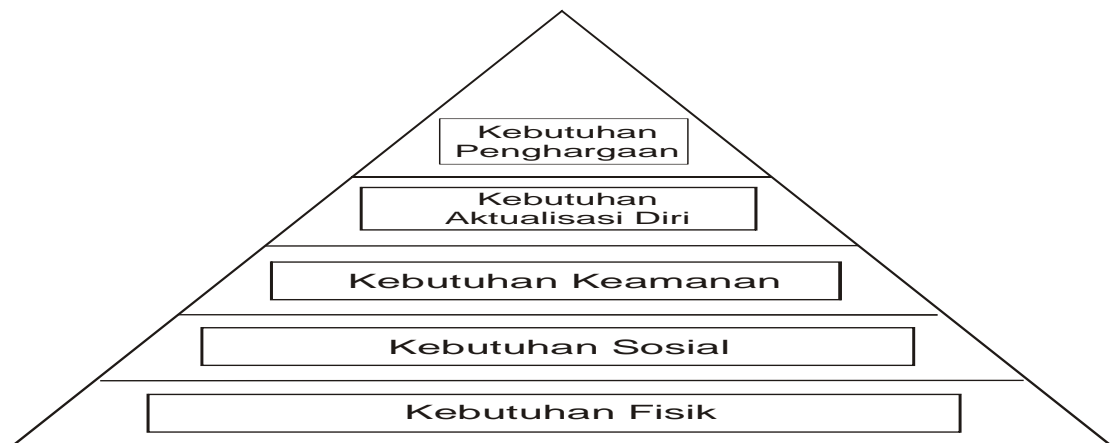 Kebutuhan
Penghargaan
Kebutuhan
Aktualisasi Diri
Kebutuhan Keamanan
Kebutuhan Sosial
Kebutuhan Fisik